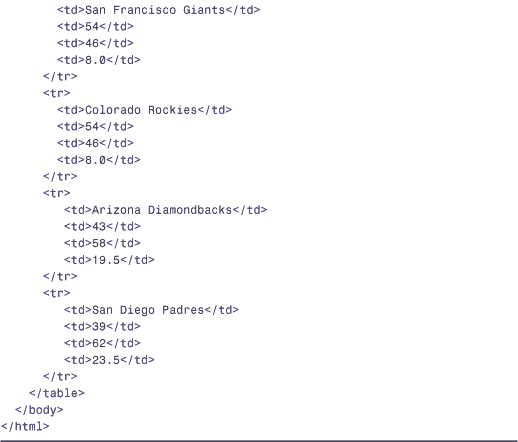 <td>San Francisco Giants</td>
<td>54</td>
<td>46</td>
<td>8.0</td>
</tr>
<tr>
<td>Colorado Rockies</td>
<td>54</td>
<td>46</td>
<td>8.0</td>
</tr>
<tr>
<td>Arizona Diamondbacks</td>
<td>43</td>
<td>58</td>
<td>19.5</td>
</tr>
<tr>
<td>San Diego Padres</td>
<td>39</td>
<td>62</td>
<td>23.5</td>
</tr>
</table>
</body>
</html>